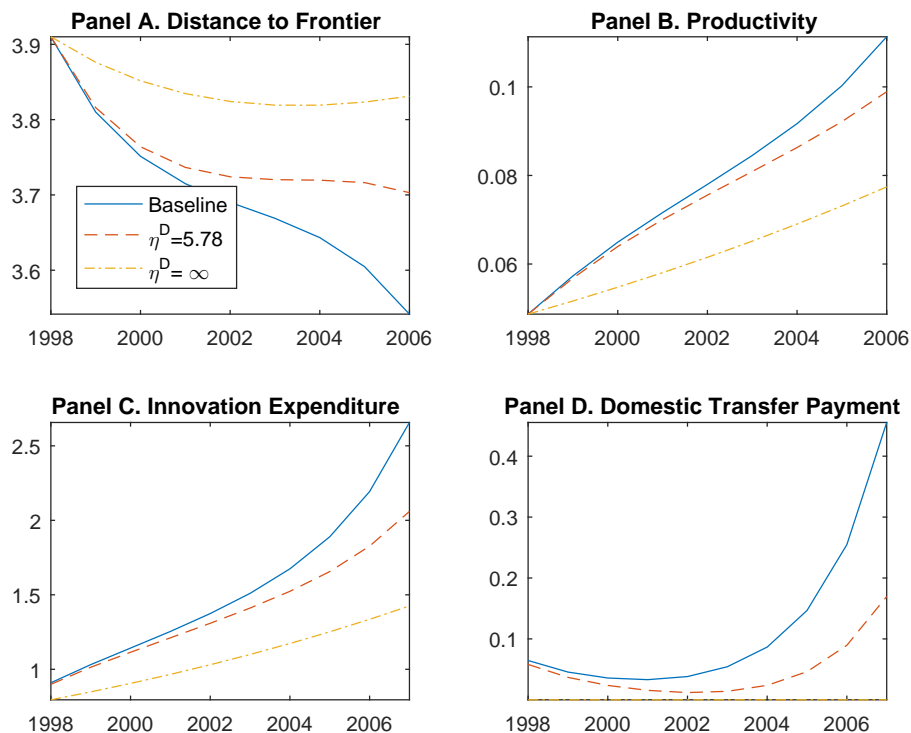 Panel A. Distance to Frontier
3.9
3.8
3.7
3.6
Baseline
η^D=5.78
η^D= ∞
1998 2000 2002 2004 2006
Panel B. Productivity
0.1
0.08
0.06
1998 2000 2002 2004 2006
Panel C. Innovation Expenditure
2.5
2
1.5
1
1998 2000 2002 2004 2006
Panel D. Domestic Transfer Payment
0.4
0.3
0.2
0.1
1998 2000 2002 2004 2006